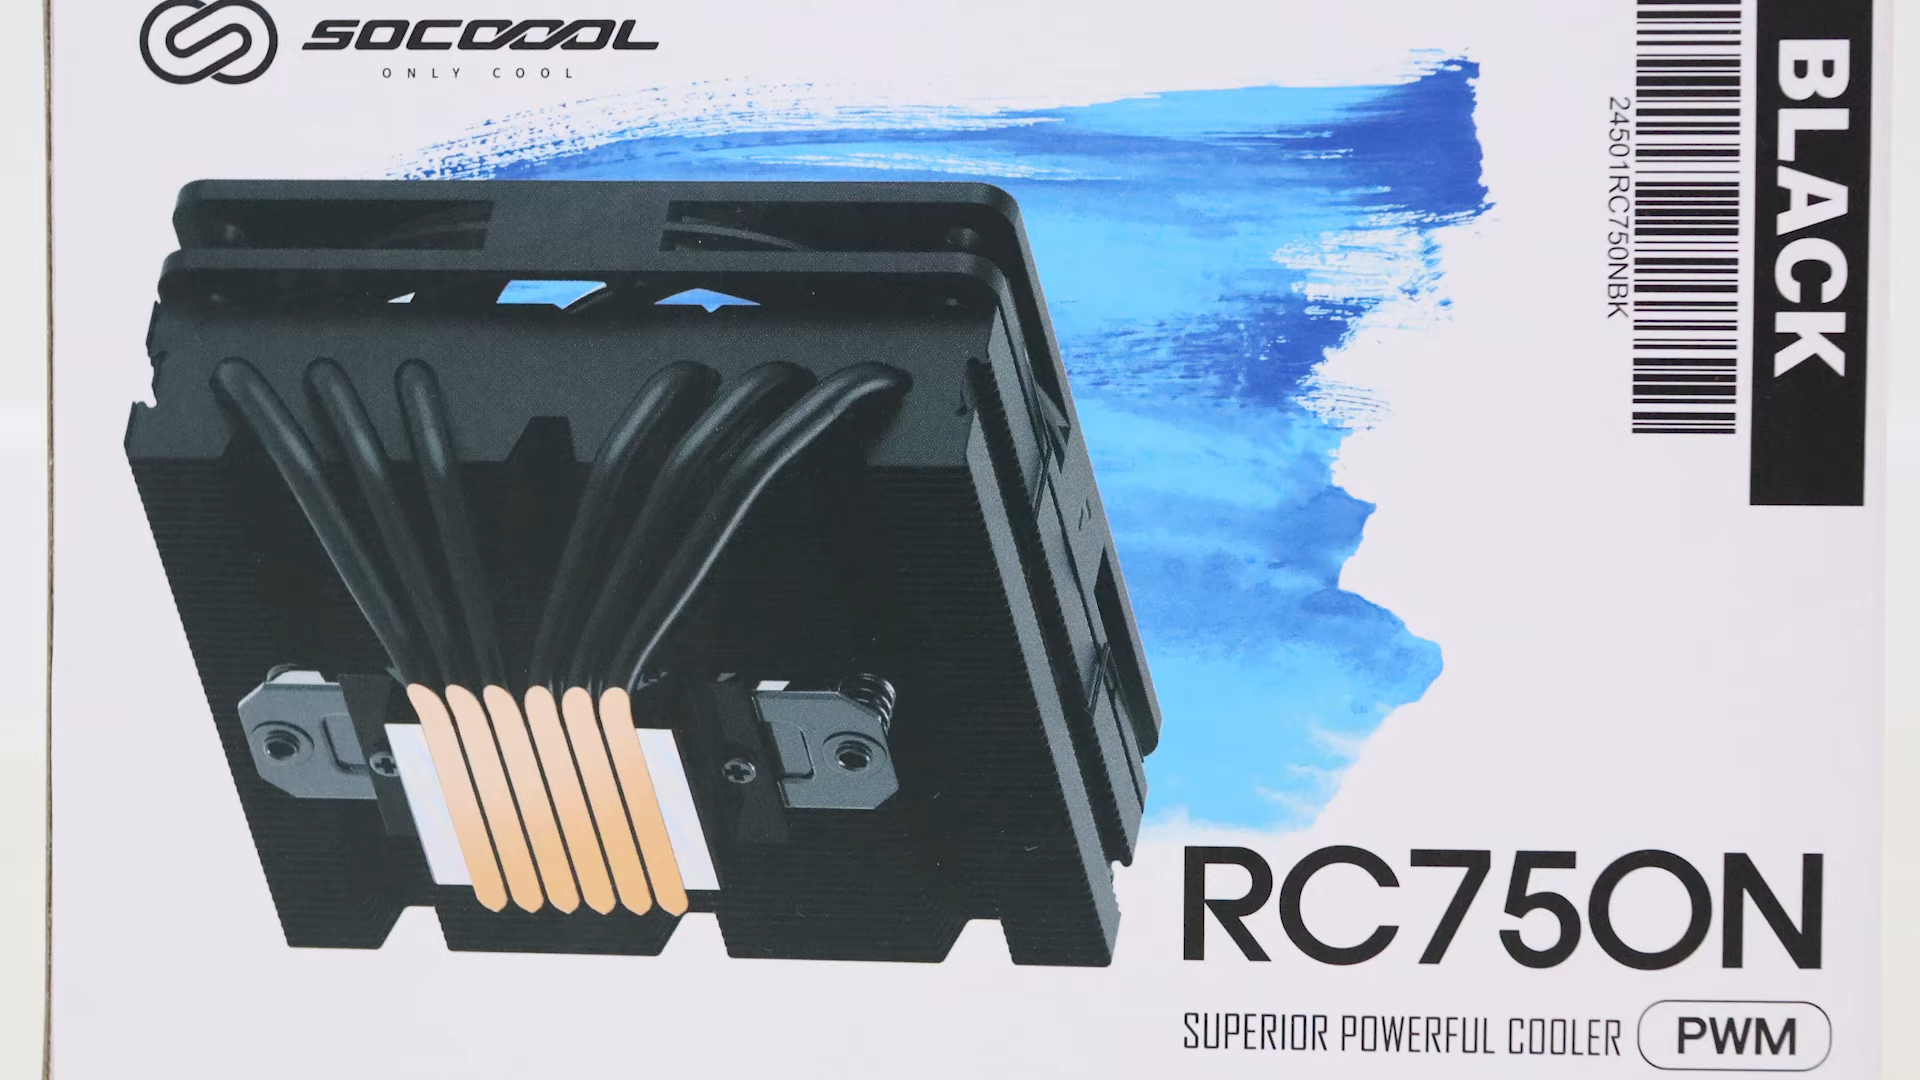 SOCOOOL
ONLY COOL
BLACK
24501RC750NBK
RC750N
SUPERIOR POWERFUL COOLER
PWM